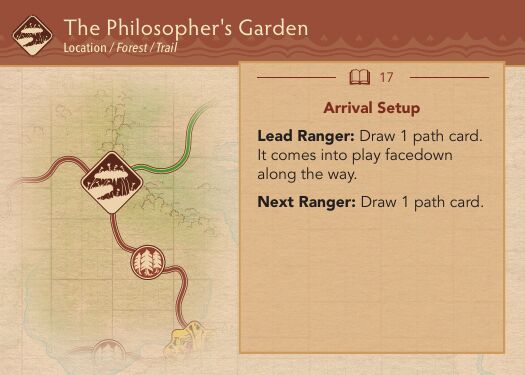 The Philosopher's Garden
Location / Forest / Trail
17
Arrival Setup
Lead Ranger: Draw 1 path card.
It comes into play facedown
along the way.
Next Ranger: Draw 1 path card.